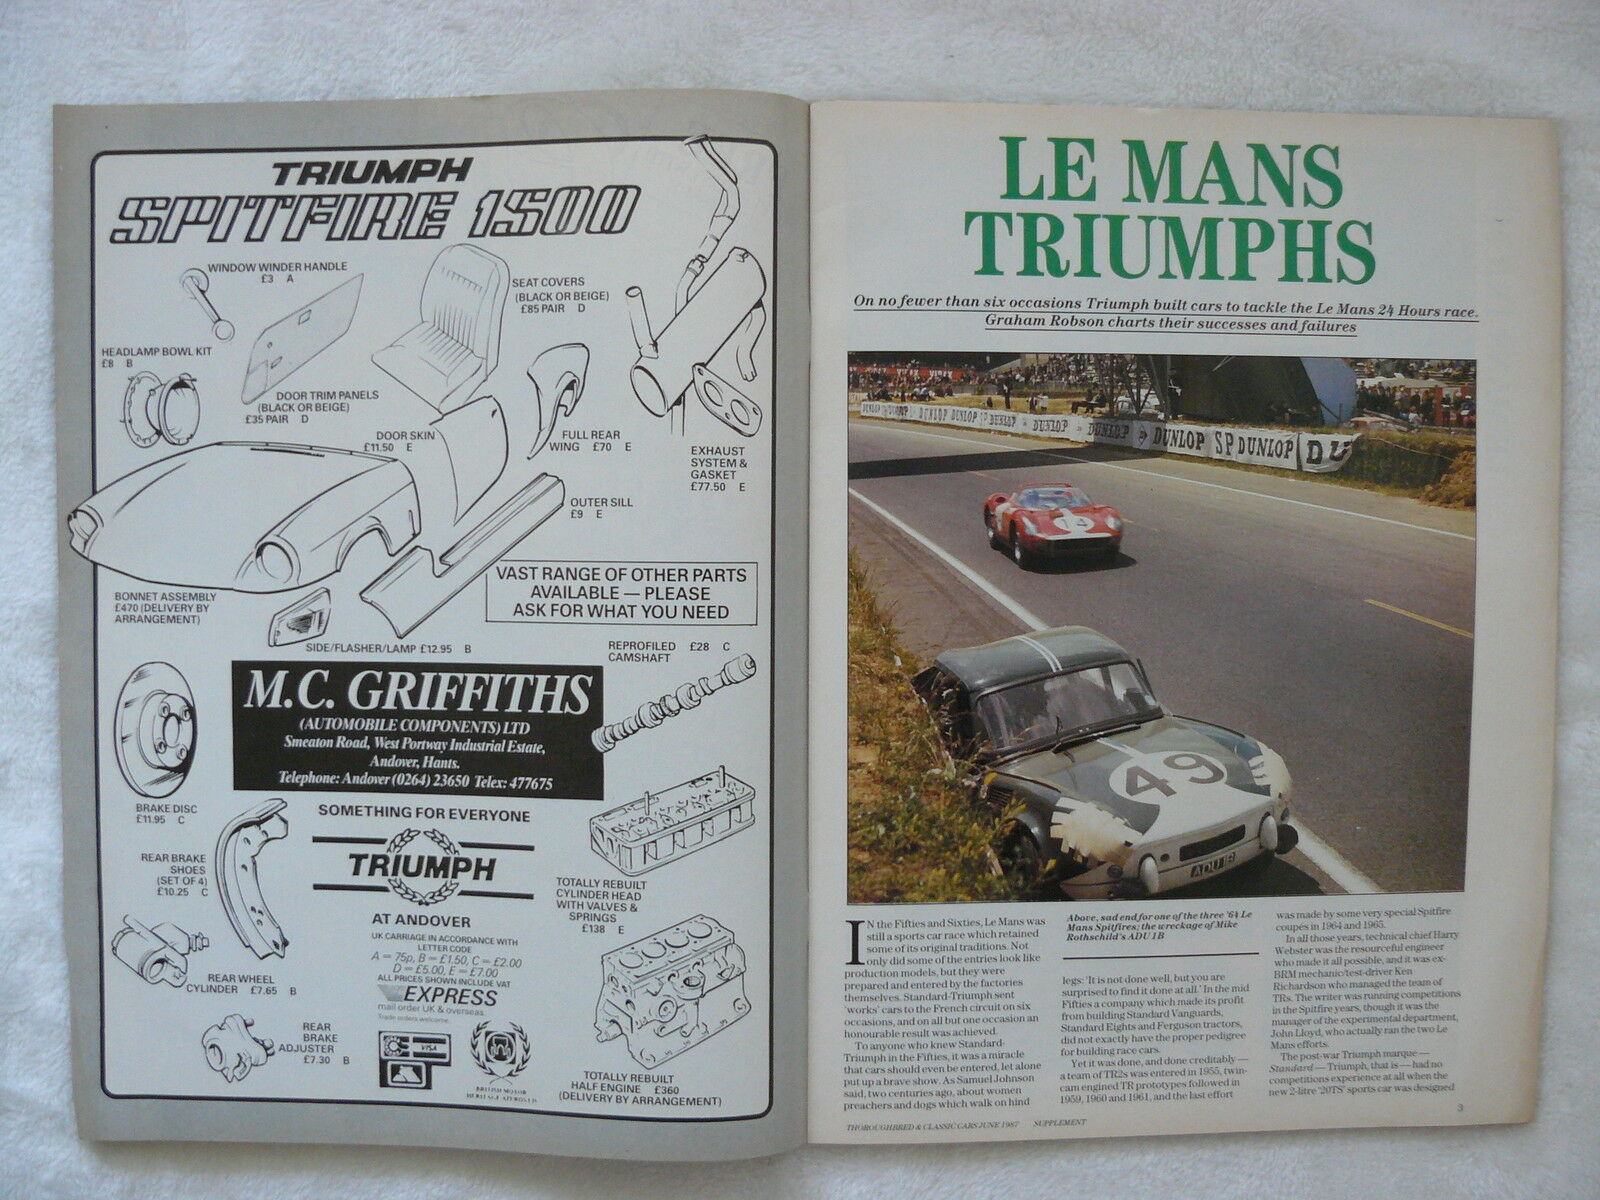 TRIUMPH
SPITFIRE 1500
WINDOW WINDER HANDLE
£3 A
SEAT COVERS
(BLACK OR BEIGE)
£85 PAIR D
HEADLAMP BOWL KIT
£8 B
DOOR TRIM PANELS
(BLACK OR BEIGE)
£35 PAIR D
DOOR SKIN
£11.50 E
FULL REAR
WING £70 E
EXHAUST
SYSTEM &
GASKET
£77.50 E
OUTER SILL
£9 E
VAST RANGE OF OTHER PARTS
AVAILABLE — PLEASE
ASK FOR WHAT YOU NEED
BONNET ASSEMBLY
£470 (DELIVERY BY
ARRANGEMENT)
SIDE/FLASHER/LAMP £12.95 B
REPROFILED £28 C
CAMSHAFT
M.C. GRIFFITHS
(AUTOMOBILE COMPONENTS) LTD
Smeaton Road, West Portway Industrial Estate,
Andover, Hants.
Telephone: Andover (0264) 23650 Telex: 477675
BRAKE DISC
£11.95 C
SOMETHING FOR EVERYONE
TRIUMPH
AT ANDOVER
REAR BRAKE
SHOES
(SET OF 4)
£10.25 C
TOTALLY REBUILT
CYLINDER HEAD
WITH VALVES &
SPRINGS
£138 E
UK CARRIAGE IN ACCORDANCE WITH
LETTER CODE
A = 75p, B = £1.50, C = £2.00
D = £5.00, E = £7.00
ALL PRICES SHOWN INCLUDE VAT
EXPRESS
mail order UK & overseas.
Trade orders welcome.
REAR WHEEL
CYLINDER £7.65 B
REAR
BRAKE
ADJUSTER
£7.30 B
VISA
BRITISH MOTOR
HERITAGE APPROVED
TOTALLY REBUILT
HALF ENGINE £360
(DELIVERY BY ARRANGEMENT)
LE MANS
TRIUMPHS
On no fewer than six occasions Triumph built cars to tackle the Le Mans 24 Hours race.
Graham Robson charts their successes and failures
DUNLOP DUNLOP DUNLOP DUNLOP DUNLOP DUNLOP DUNLOP SP DUNLOP DU
14
49
ADU 1B
IN the Fifties and Sixties, Le Mans was
still a sports car race which retained
some of its original traditions. Not
only did some of the entries look like
production models, but they were
prepared and entered by the factories
themselves. Standard-Triumph sent
'works' cars to the French circuit on six
occasions, and on all but one occasion an
honourable result was achieved.
To anyone who knew Standard-
Triumph in the Fifties, it was a miracle
that cars should even be entered, let alone
put up a brave show. As Samuel Johnson
said, two centuries ago, about women
preachers and dogs which walk on hind
Above, sad end for one of the three '64 Le
Mans Spitfires; the wreckage of Mike
Rothschild's ADU 1B
legs: 'It is not done well, but you are
surprised to find it done at all.' In the mid
Fifties a company which made its profit
from building Standard Vanguards,
Standard Eights and Ferguson tractors,
did not exactly have the proper pedigree
for building race cars.
Yet it was done, and done creditably —
a team of TR2s was entered in 1955, twin-
cam engined TR prototypes followed in
1959, 1960 and 1961, and the last effort
was made by some very special Spitfire
coupés in 1964 and 1965.
In all those years, technical chief Harry
Webster was the resourceful engineer
who made it all possible, and it was ex-
BRM mechanic/test-driver Ken
Richardson who managed the team of
TRs. The writer was running competitions
in the Spitfire years, though it was the
manager of the experimental department,
John Lloyd, who actually ran the two Le
Mans efforts.
The post-war Triumph marque —
Standard — Triumph, that is — had no
competitions experience at all when the
new 2-litre '20TS' sports car was designed
THOROUGHBRED & CLASSIC CARS JUNE 1987 SUPPLEMENT
3